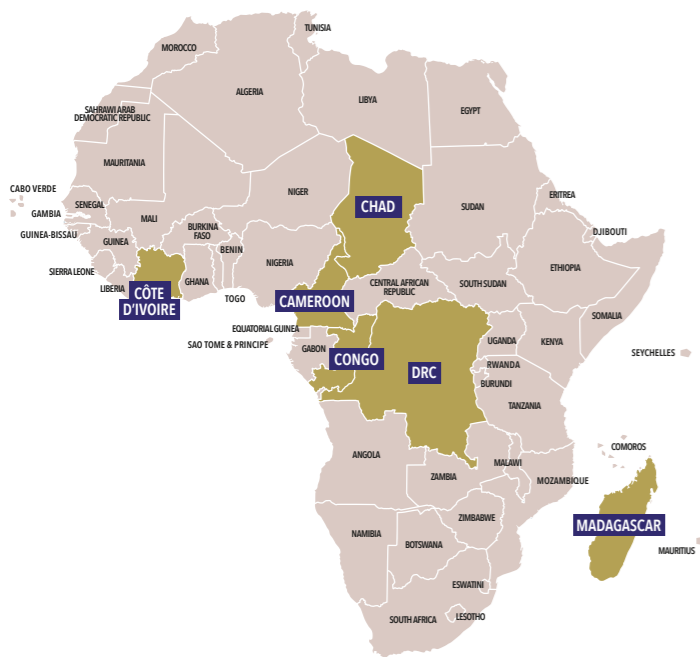 TUNISIA
MOROCCO
ALGERIA
LIBYA
EGYPT
SAHRAWI ARAB
DEMOCRATIC REPUBLIC
MAURITANIA
CABO VERDE
SENEGAL
GAMBIA
GUINEA-BISSAU
MALI
NIGER
CHAD
SUDAN
ERITREA
DJIBOUTI
GUINEA
BURKINA
FASO
BENIN
NIGERIA
ETHIOPIA
SIERRA LEONE
LIBERIA
CÔTE
D'IVOIRE
GHANA
TOGO
CAMEROON
CENTRAL AFRICAN
REPUBLIC
SOUTH SUDAN
SOMALIA
EQUATORIAL GUINEA
SAO TOME & PRINCIPE
GABON
CONGO
DRC
UGANDA
KENYA
SEYCHELLES
RWANDA
BURUNDI
TANZANIA
COMOROS
ANGOLA
ZAMBIA
MALAWI
MOZAMBIQUE
MADAGASCAR
MAURITIUS
NAMIBIA
ZIMBABWE
BOTSWANA
ESWATINI
SOUTH AFRICA
LESOTHO